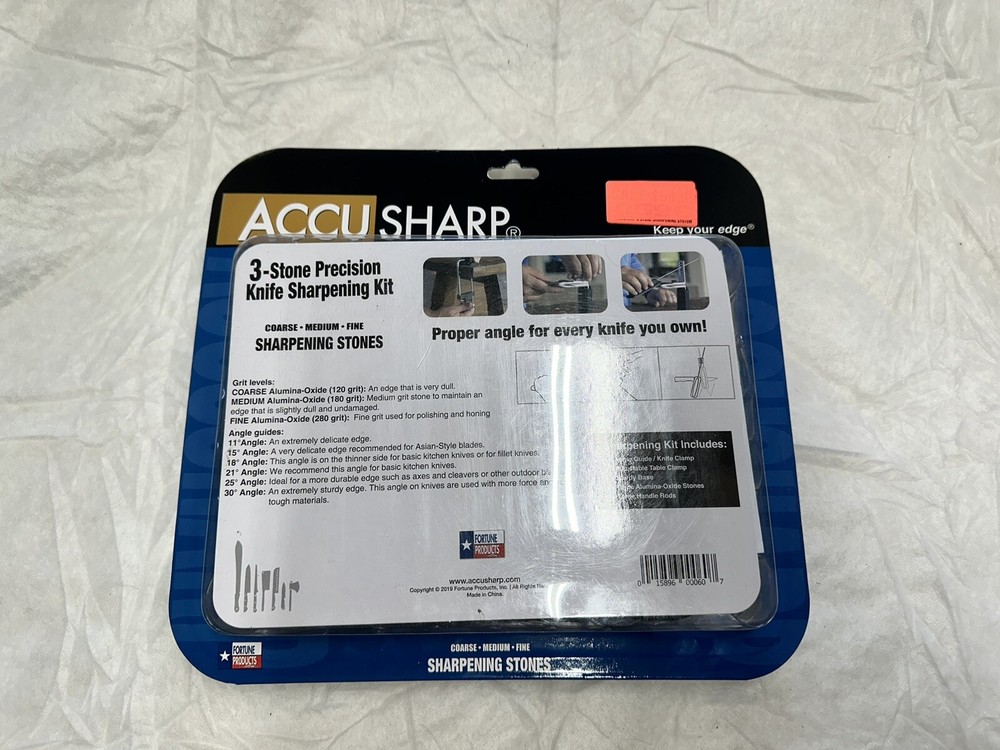 ACCUSHARP®
Keep your edge®
3-Stone Precision
Knife Sharpening Kit
COARSE • MEDIUM • FINE
SHARPENING STONES
Proper angle for every knife you own!
Grit levels:
COARSE Alumina-Oxide (120 grit): An edge that is very dull.
MEDIUM Alumina-Oxide (180 grit): Medium grit stone to maintain an
edge that is slightly dull and undamaged.
FINE Alumina-Oxide (280 grit): Fine grit used for polishing and honing
Angle guides:
11° Angle: An extremely delicate edge.
15° Angle: A very delicate edge recommended for Asian-Style blades.
18° Angle: This angle is on the thinner side for basic kitchen knives or for fillet knives.
21° Angle: We recommend this angle for basic kitchen knives.
25° Angle: Ideal for a more durable edge such as axes and cleavers or other outdoor
30° Angle: An extremely sturdy edge. This angle on knives are used with more force
tough materials.
Kit Includes:
Guide / Knife Clamp
Table Clamp
Base
Alumina-Oxide Stones
Handle Rods
FORTUNE
PRODUCTS
www.accusharp.com
Copyright © 2019 Fortune Products, Inc. | All Rights
Made in China.
0 15896 00060 7
FORTUNE
PRODUCTS
COARSE • MEDIUM • FINE
SHARPENING STONES